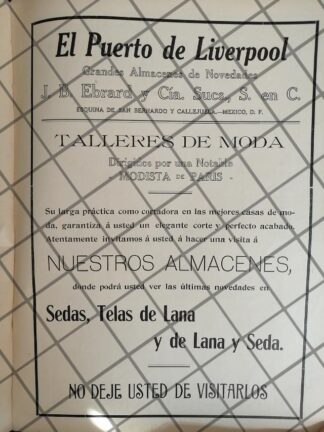 El Puerto de Liverpool
Grandes Almacenes de Novedades
J. B. Ebrard y Cía. Sucs., S. en C.
ESQUINA DE SAN BERNARDO Y CALLEJUELA.—MEXICO, D. F.
TALLERES DE MODA
Dirigidos por una Notable
MODISTA DE PARIS
Su larga práctica como cortadora en las mejores casas de mo-
da, garantiza á usted un elegante corte y perfecto acabado.
Atentamente invitamos á usted á hacer una visita á
NUESTROS ALMACENES,
donde podrá usted ver las últimas novedades en
Sedas, Telas de Lana
y de Lana y Seda.
NO DEJE USTED DE VISITARLOS